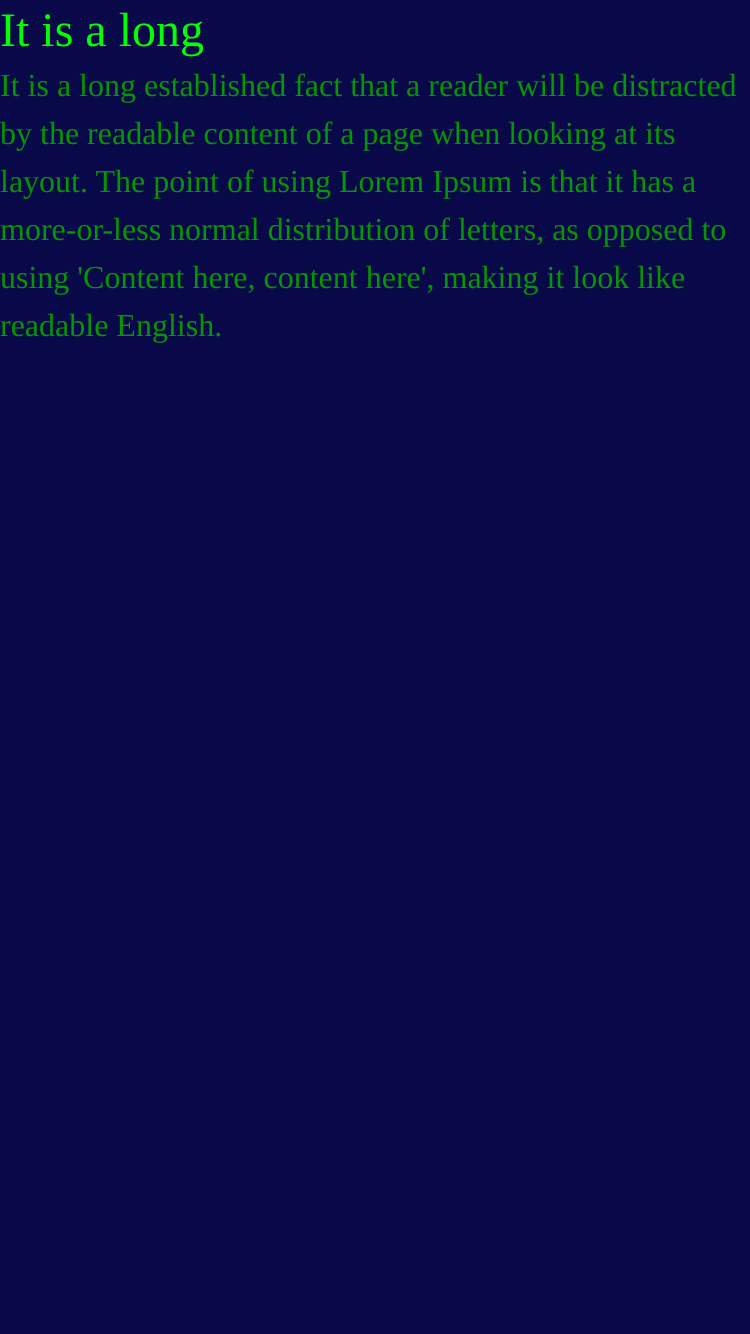 It is a long
It is a long established fact that a reader will be distracted
by the readable content of a page when looking at its
layout. The point of using Lorem Ipsum is that it has a
more-or-less normal distribution of letters, as opposed to
using 'Content here, content here', making it look like
readable English.